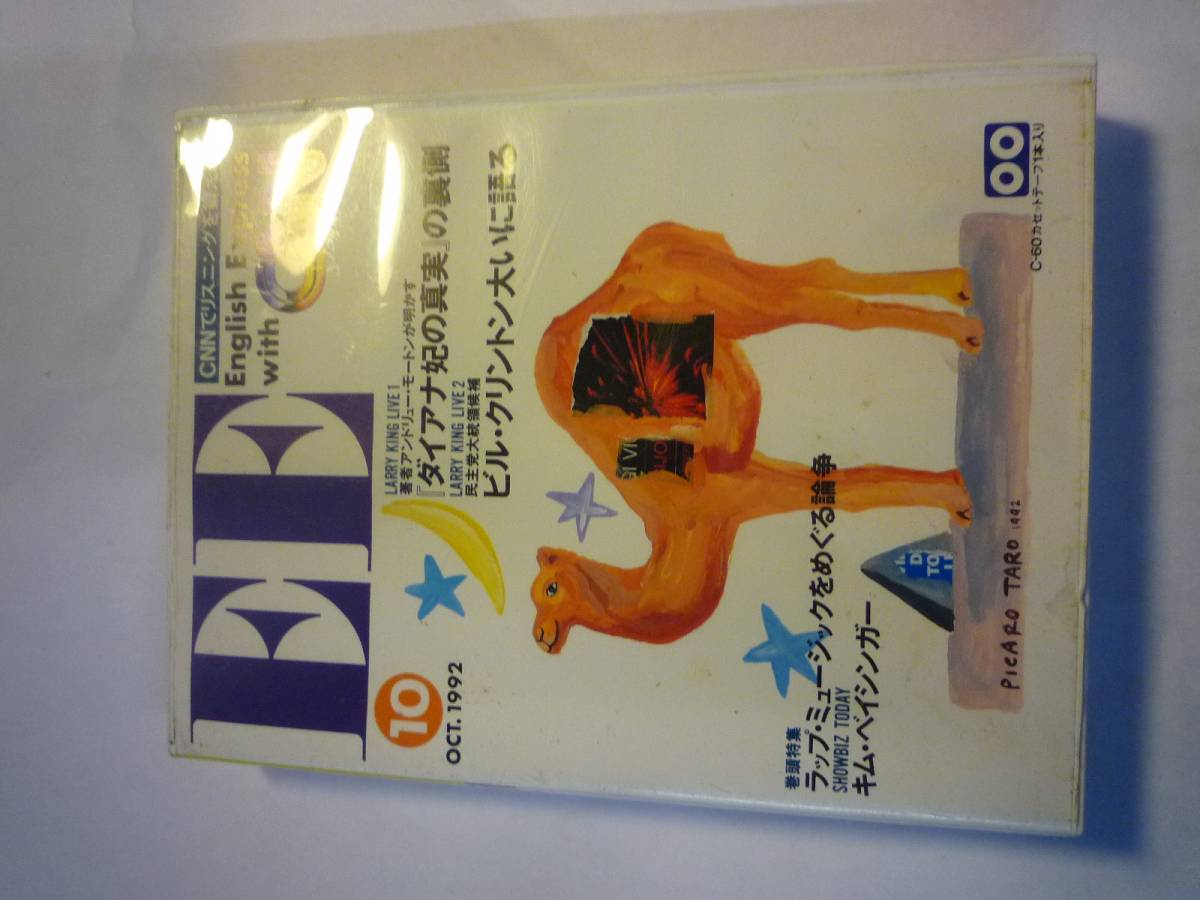 EE
CNNでリスニングを
English Express
with
10
OCT. 1992
LARRY KING LIVE 1
著者アンドリュー・モートンが明かす
『ダイアナ妃の真実』の裏側
LARRY KING LIVE 2
民主党大統領候補
ビル・クリントン大いに語る
巻頭特集
ラップ・ミュージックをめぐる論争
SHOWBIZ TODAY
キム・ベイシンガー
PICARO TARO 1992
C-60カセットテープ1本入り